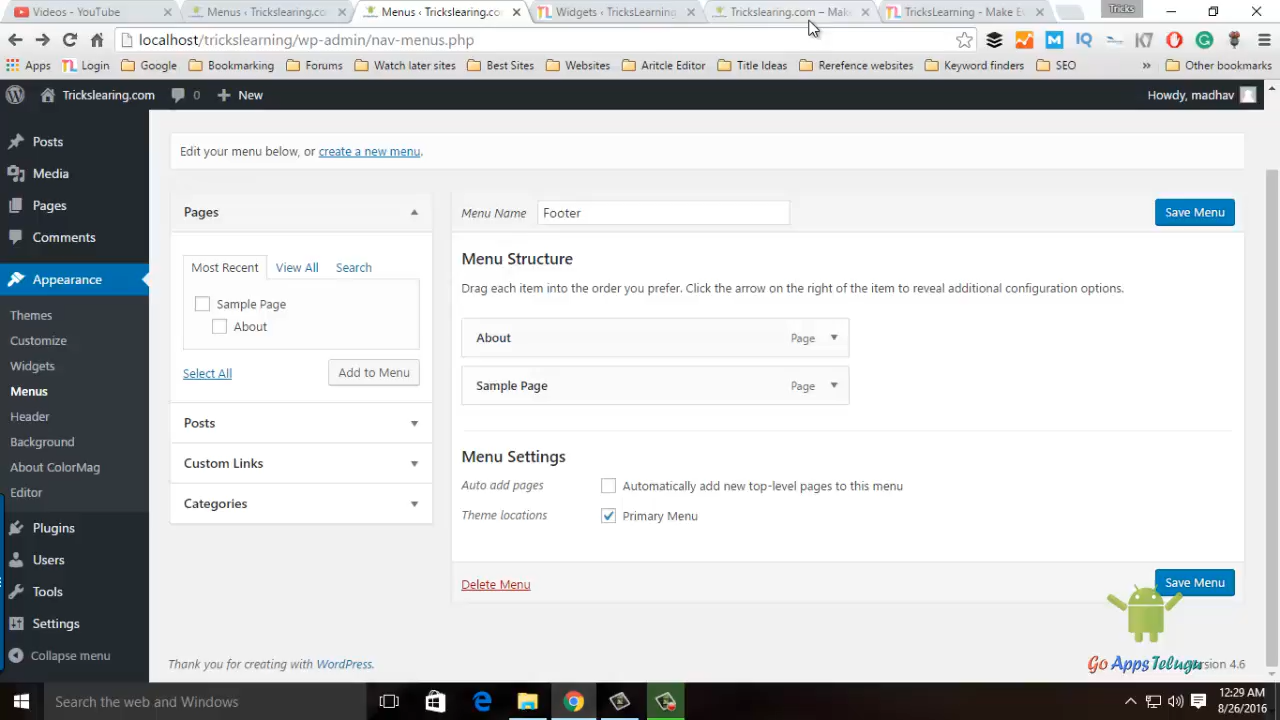 Videos - YouTube
Menus ‹ Trickslearing.co
Menus ‹ Trickslearing.co
Widgets ‹ TricksLearning
Trickslearing.com – Mak
TricksLearning - Make E
Tricks
localhost/trickslearning/wp-admin/nav-menus.php
Apps
Login
Google
Bookmarking
Forums
Watch later sites
Best Sites
Websites
Aritcle Editor
Title Ideas
Rerefence websites
Keyword finders
SEO
»
Other bookmarks
Trickslearing.com
0
New
Howdy, madhav
Posts
Media
Pages
Comments
Appearance
Themes
Customize
Widgets
Menus
Header
Background
About ColorMag
Editor
Plugins
Users
Tools
Settings
Collapse menu
Edit your menu below, or create a new menu.
Pages
Most Recent
View All
Search
Sample Page
About
Select All
Add to Menu
Posts
Custom Links
Categories
Menu Name
Footer
Save Menu
Menu Structure
Drag each item into the order you prefer. Click the arrow on the right of the item to reveal additional configuration options.
About
Page
Sample Page
Page
Menu Settings
Auto add pages
Automatically add new top-level pages to this menu
Theme locations
Primary Menu
Delete Menu
Save Menu
Thank you for creating with WordPress.
Go Apps Telugu
Version 4.6
Search the web and Windows
12:29 AM
8/26/2016